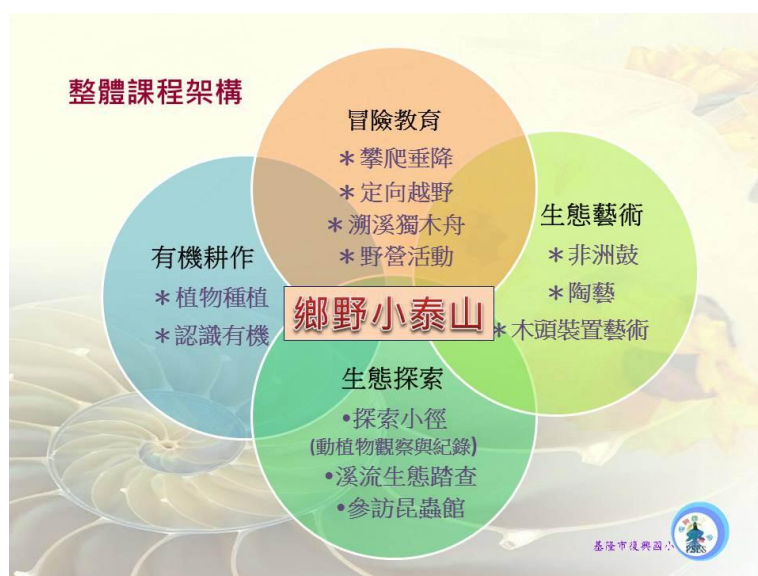 整體課程架構
冒險教育
＊攀爬垂降
＊定向越野
＊溯溪獨木舟
＊野營活動
有機耕作
＊植物種植
＊認識有機
生態藝術
＊非洲鼓
＊陶藝
＊木頭裝置藝術
鄉野小泰山
生態探索
•探索小徑
(動植物觀察與紀錄)
•溪流生態踏查
•參訪昆蟲館
基隆市復興國小
FSES